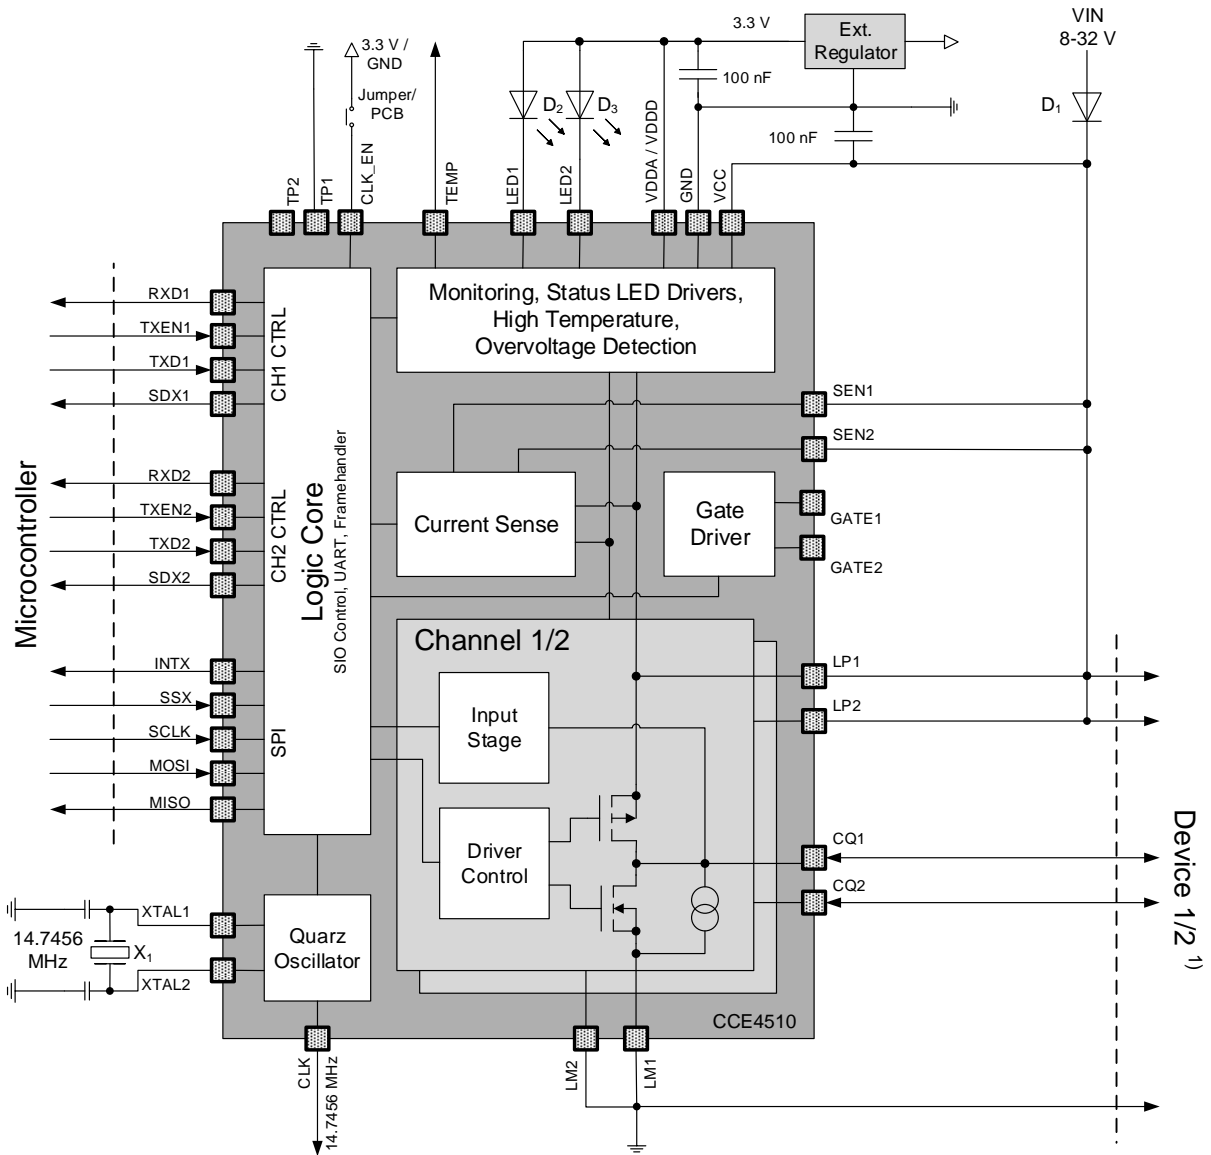 3.3 V
Ext.
Regulator
VIN
8-32 V
3.3 V /
GND
Jumper/
PCB
100 nF
D2
D3
D1
100 nF
TP2
TP1
CLK_EN
TEMP
LED1
LED2
VDDA / VDDD
GND
VCC
Monitoring, Status LED Drivers,
High Temperature,
Overvoltage Detection
Microcontroller
RXD1
TXEN1
TXD1
SDX1
RXD2
TXEN2
TXD2
SDX2
INTX
SSX
SCLK
MOSI
MISO
CH1 CTRL
CH2 CTRL
SPI
Logic Core
SIO Control, UART, Framehandler
SEN1
SEN2
Current Sense
Gate
Driver
GATE1
GATE2
Channel 1/2
Input
Stage
Driver
Control
LP1
LP2
CQ1
CQ2
Device 1/2 1)
XTAL1
14.7456
MHz
X1
XTAL2
Quarz
Oscillator
CCE4510
CLK
14.7456 MHz
LM2
LM1